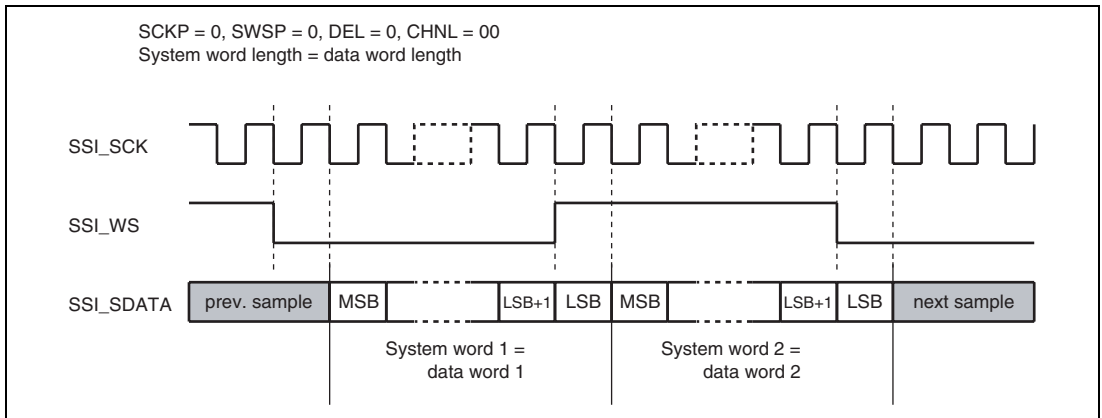 SCKP = 0, SWSP = 0, DEL = 0, CHNL = 00
System word length = data word length
SSI_SCK
SSI_WS
SSI_SDATA prev. sample MSB LSB+1 LSB MSB LSB+1 LSB next sample
System word 1 = System word 2 =
data word 1 data word 2